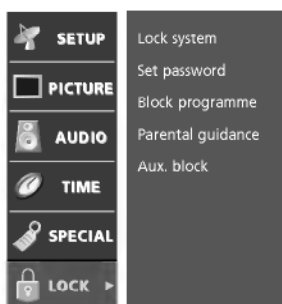 SETUP
PICTURE
AUDIO
TIME
SPECIAL
LOCK
Lock system
Set password
Block programme
Parental guidance
Aux. block